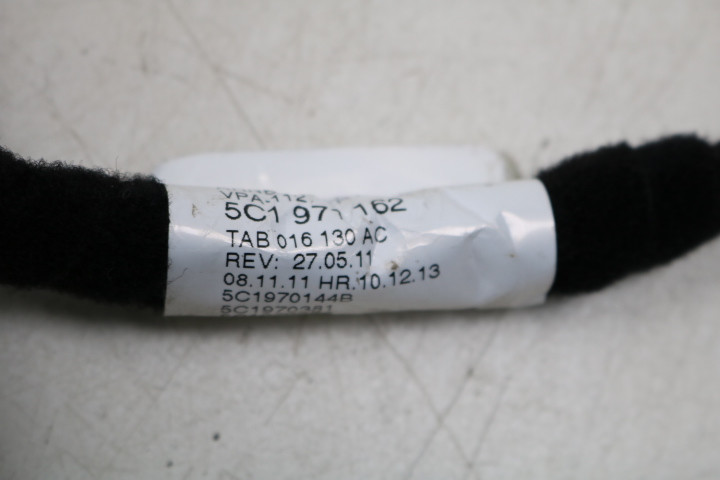 5C1 971 162
TAB 016 130 AC
REV: 27.05.11
08.11.11 HR.10.12.13
5C1970144B
5C1970381